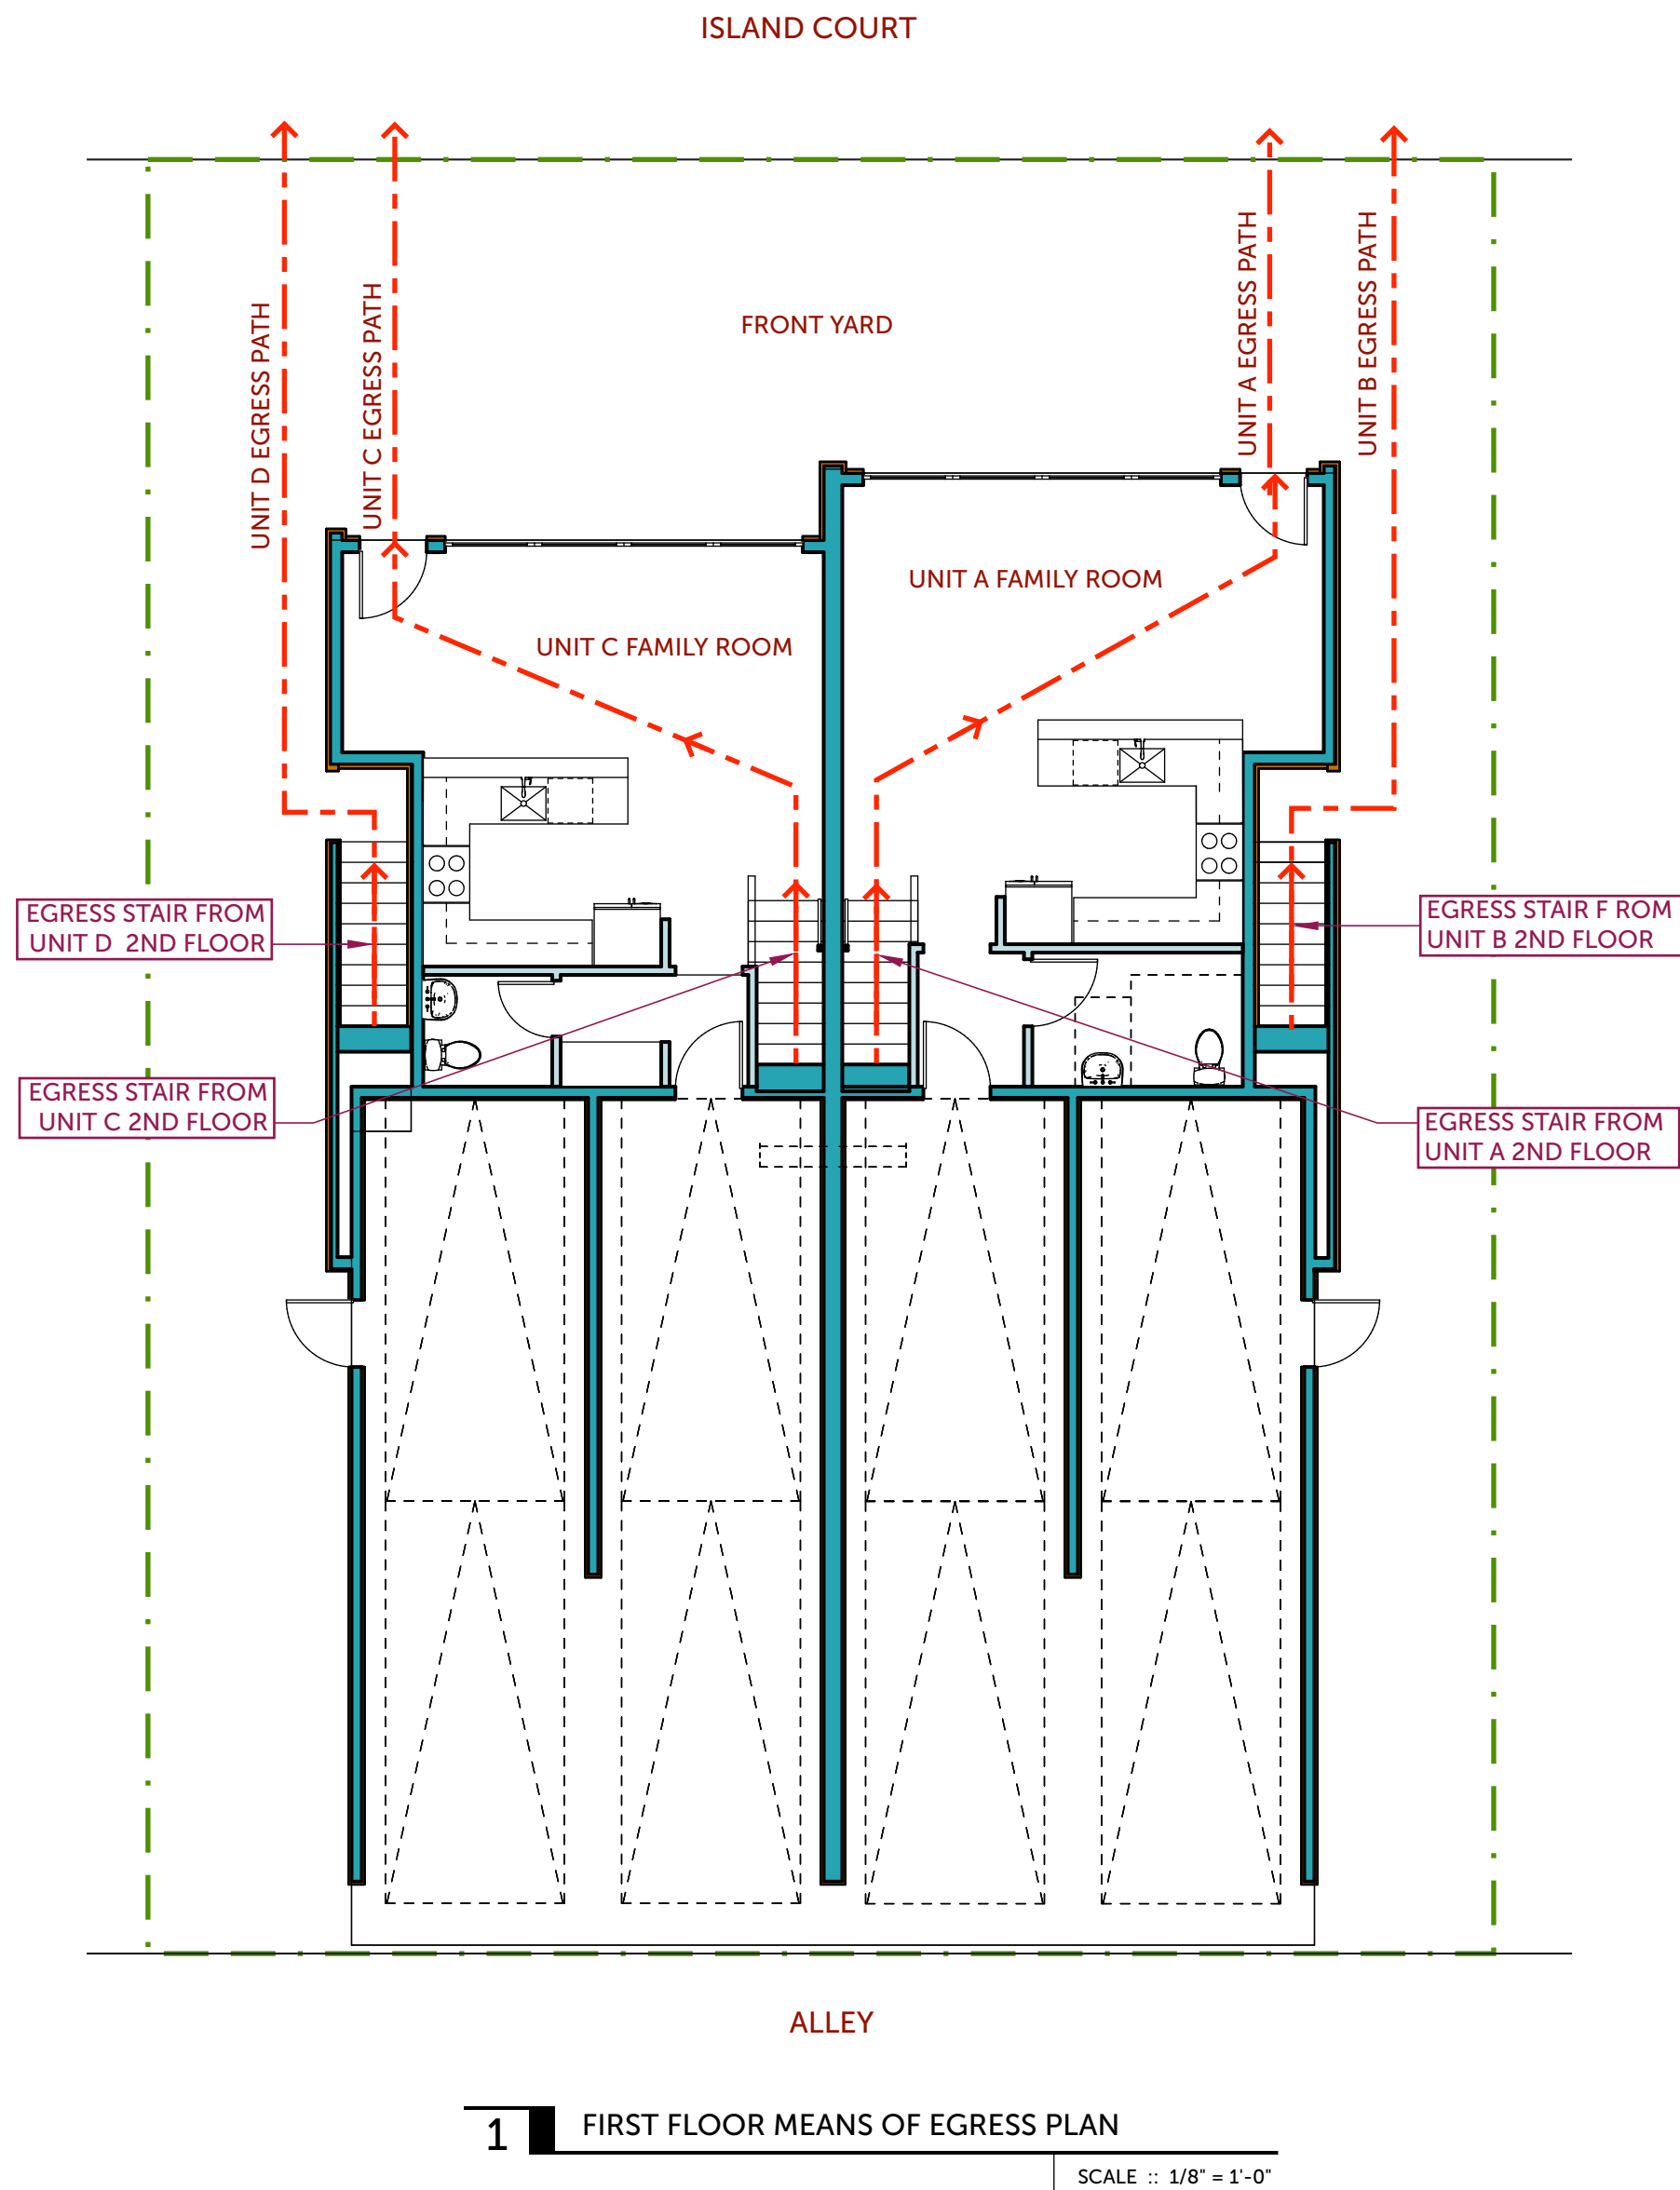 ISLAND COURT
UNIT D EGRESS PATH
UNIT C EGRESS PATH
FRONT YARD
UNIT A EGRESS PATH
UNIT B EGRESS PATH
UNIT A FAMILY ROOM
UNIT C FAMILY ROOM
EGRESS STAIR FROM
UNIT D  2ND FLOOR
EGRESS STAIR F ROM
UNIT B 2ND FLOOR
EGRESS STAIR FROM
UNIT C 2ND FLOOR
EGRESS STAIR FROM
UNIT A 2ND FLOOR
ALLEY
1
FIRST FLOOR MEANS OF EGRESS PLAN
SCALE :: 1/8" = 1'-0"